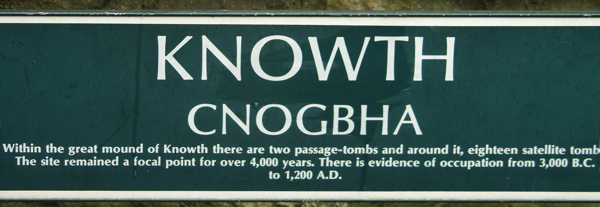 KNOWTH
CNOGBHA
Within the great mound of Knowth there are two passage-tombs and around it, eighteen satellite tomb
The site remained a focal point for over 4,000 years. There is evidence of occupation from 3,000 B.C.
to 1,200 A.D.